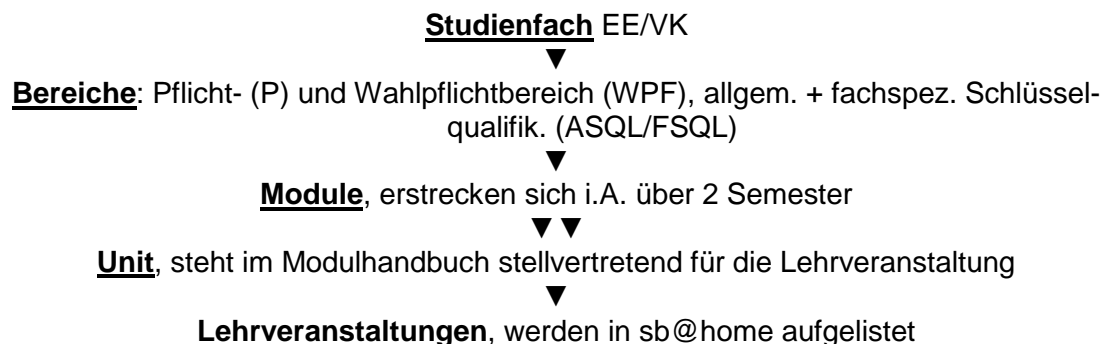 Studienfach EE/VK
▼
Bereiche: Pflicht- (P) und Wahlpflichtbereich (WPF), allgem. + fachspez. Schlüssel-
qualifik. (ASQL/FSQL)
▼
Module, erstrecken sich i.A. über 2 Semester
▼▼
Unit, steht im Modulhandbuch stellvertretend für die Lehrveranstaltung
▼
Lehrveranstaltungen, werden in sb@home aufgelistet